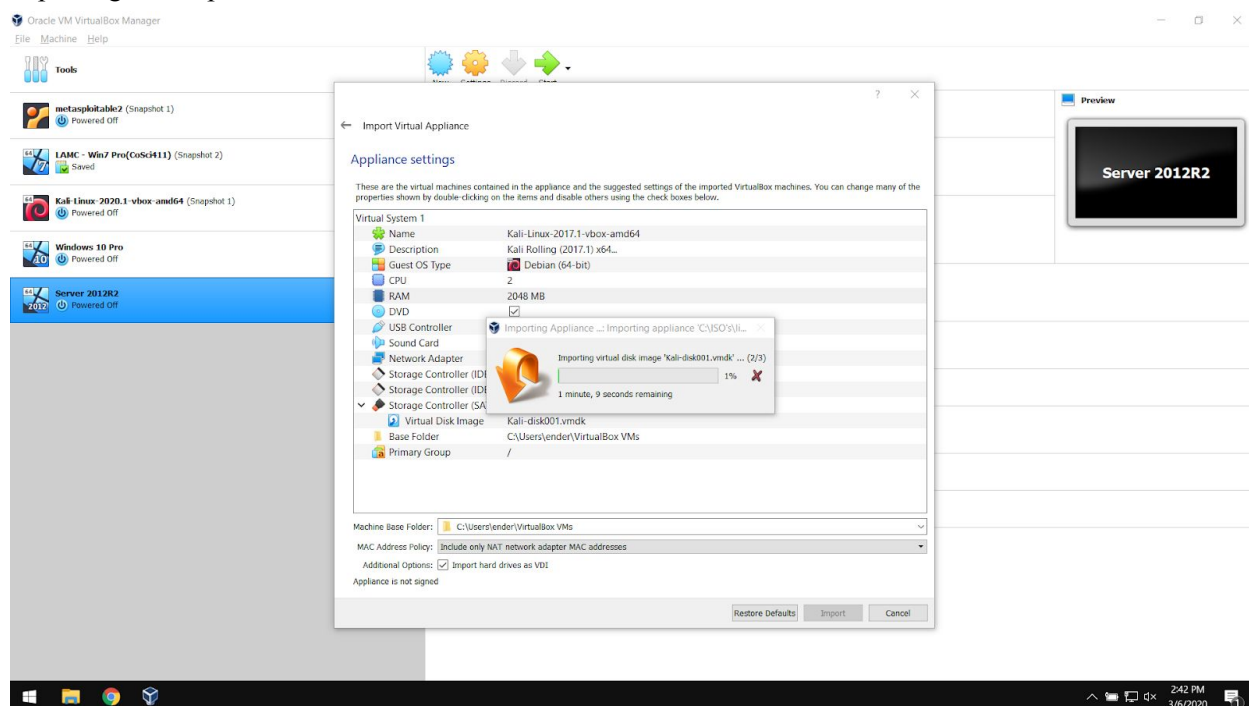 Oracle VM VirtualBox Manager
File Machine Help
Tools
metasploitable2 (Snapshot 1)
Powered Off
LAMC - Win7 Pro(CoSci411) (Snapshot 2)
Saved
Kali-Linux-2020.1-vbox-amd64 (Snapshot 1)
Powered Off
Windows 10 Pro
Powered Off
Server 2012R2
Powered Off
Preview
Server 2012R2
Import Virtual Appliance
Appliance settings
These are the virtual machines contained in the appliance and the suggested settings of the imported VirtualBox machines. You can change many of the
properties shown by double-clicking on the items and disable others using the check boxes below.
Virtual System 1
Name Kali-Linux-2017.1-vbox-amd64
Description Kali Rolling (2017.1) x64...
Guest OS Type Debian (64-bit)
CPU 2
RAM 2048 MB
DVD
USB Controller
Sound Card
Network Adapter
Storage Controller (IDE
Storage Controller (IDE
Storage Controller (SA
Virtual Disk Image Kali-disk001.vmdk
Base Folder C:\Users\ender\VirtualBox VMs
Primary Group /
Importing Appliance ...: Importing appliance 'C:\ISO's\li...
Importing virtual disk image 'Kali-disk001.vmdk' ... (2/3)
1%
1 minute, 9 seconds remaining
Machine Base Folder: C:\Users\ender\VirtualBox VMs
MAC Address Policy: Include only NAT network adapter MAC addresses
Additional Options: Import hard drives as VDI
Appliance is not signed
Restore Defaults Import Cancel
2:42 PM
3/6/2020